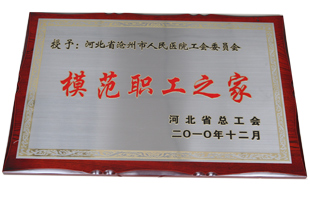 授予：河北省沧州市人民医院工会委员会
模范职工之家
河北省总工会
二〇一〇年十二月